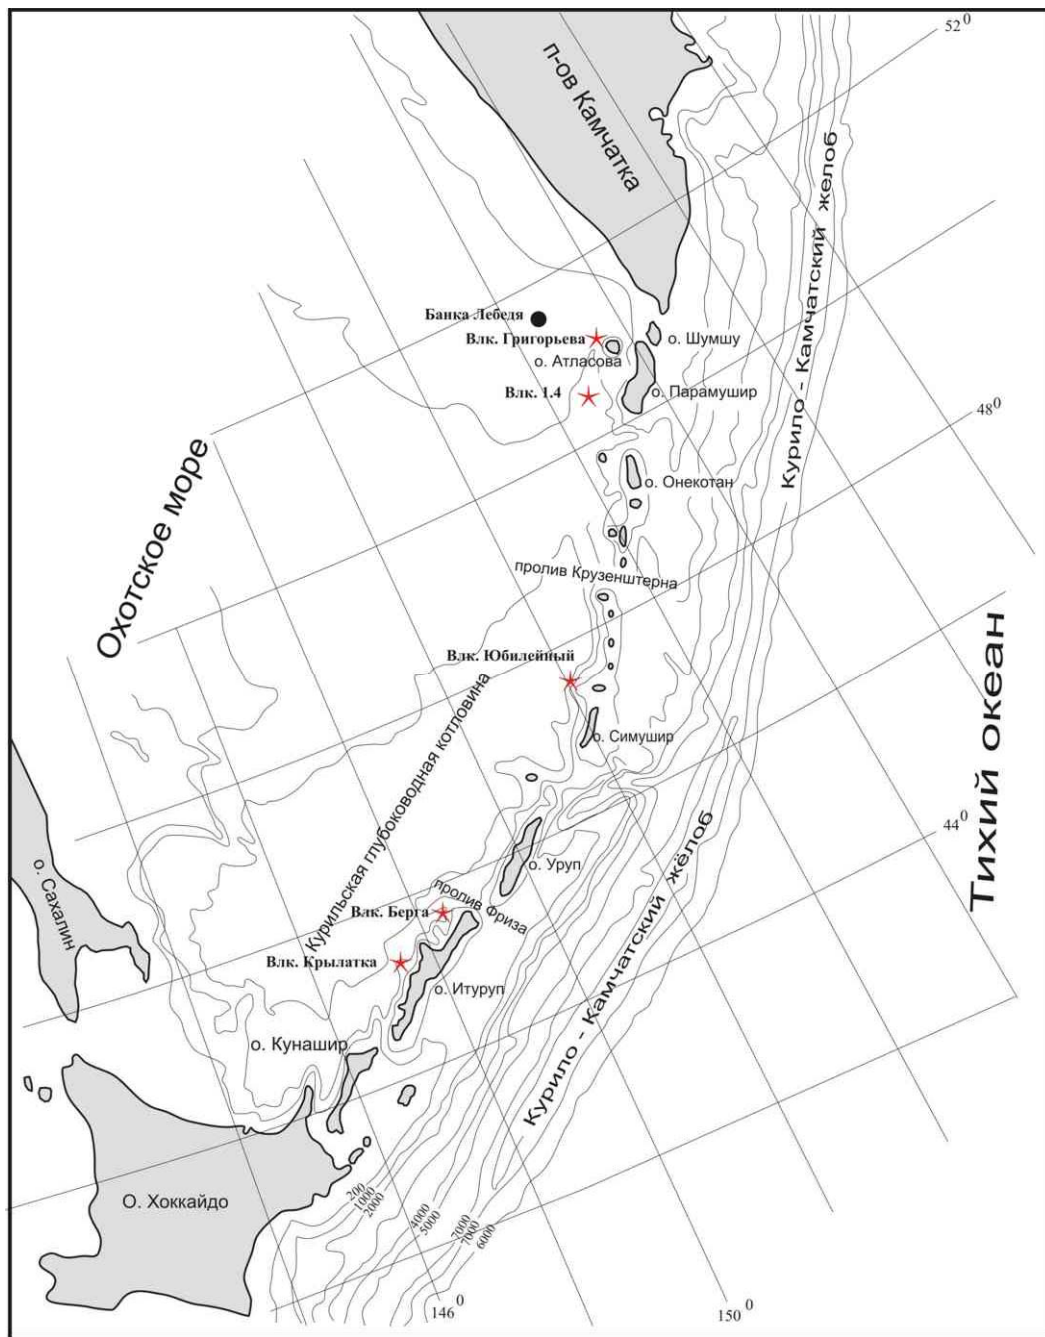 52⁰
п-ов Камчатка
Курило - Камчатский желоб
Банка Лебедя
Влк. Григорьева
о. Шумшу
о. Атласова
Влк. 1.4
о. Парамушир
48⁰
о. Онекотан
Охотское море
пролив Крузенштерна
Тихий океан
Влк. Юбилейный
Курильская глубоководная котловина
о. Симушир
44⁰
Курило - Камчатский жёлоб
о. Уруп
о. Сахалин
пролив Фриза
Влк. Берга
Влк. Крылатка
о. Итуруп
о. Кунашир
О. Хоккайдо
200
1000
2000
4000
5000
7000
7000
6000
146⁰
150⁰